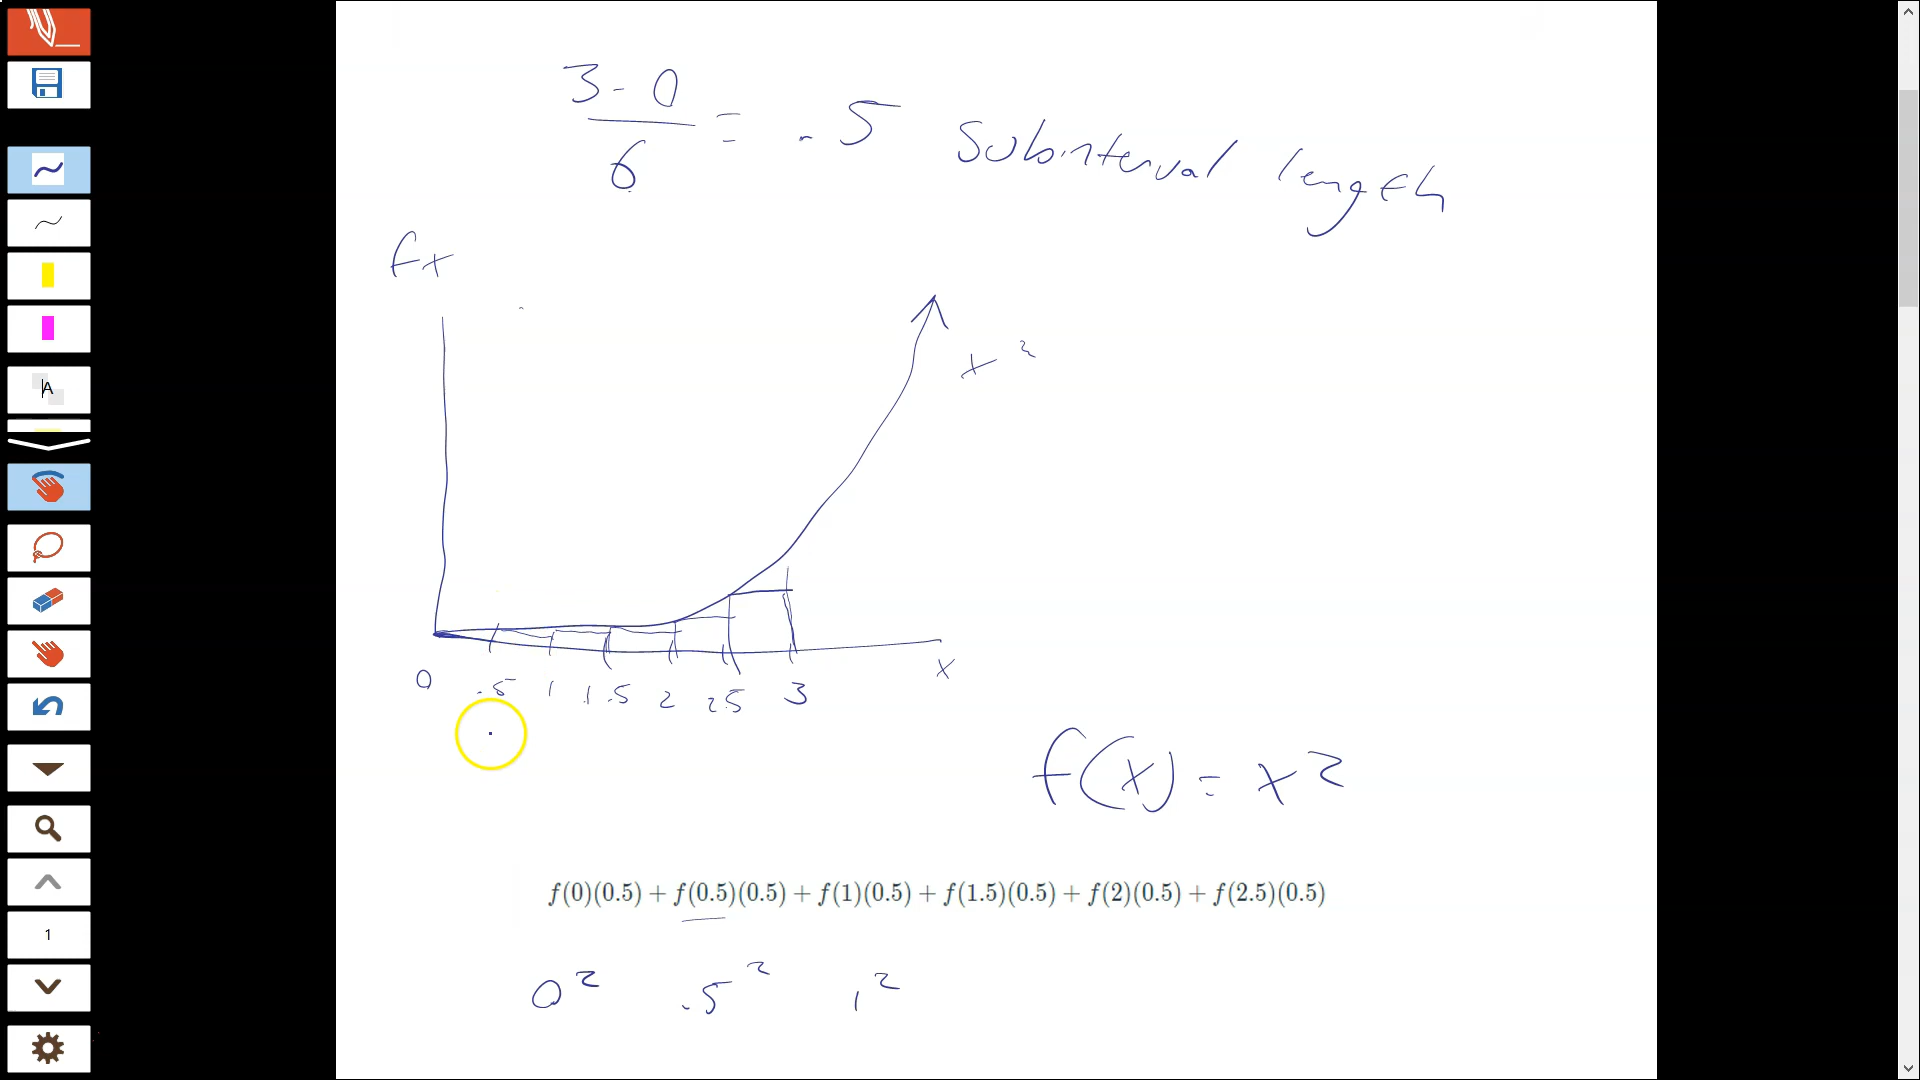 3 - 0
6
= .5 Subinterval length
fx
x²
0 .5 1 1.5 2 2.5 3
x
f(x) = x²
f(0)(0.5) + f(0.5)(0.5) + f(1)(0.5) + f(1.5)(0.5) + f(2)(0.5) + f(2.5)(0.5)
0² .5² 1²
A
1